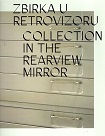 ZBIRKA U
RETROVIZORU
COLLECTION
IN THE
REARVIEW
MIRROR